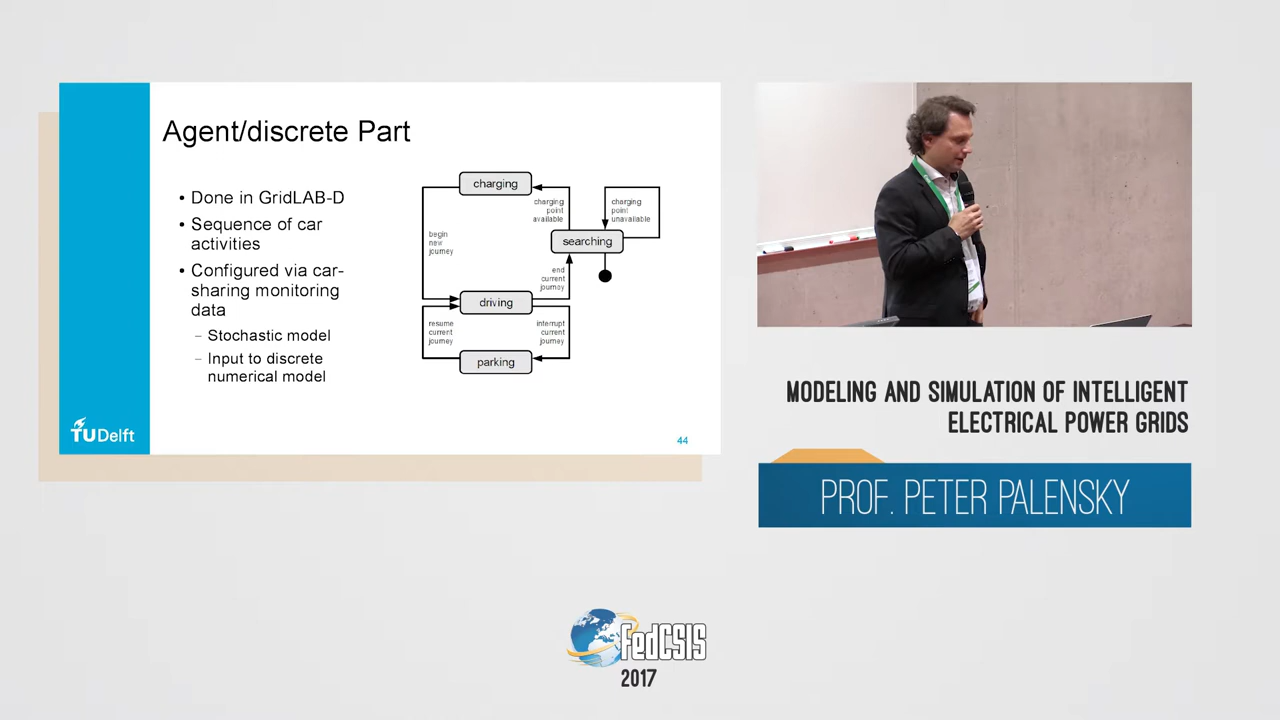 Agent/discrete Part
• Done in GridLAB-D
• Sequence of car
activities
• Configured via car-
sharing monitoring
data
– Stochastic model
– Input to discrete
numerical model
charging
charging
point
available
charging
point
unavailable
begin
new
journey
searching
end
current
journey
driving
resume
current
journey
interrupt
current
journey
parking
TUDelft
44
MODELING AND SIMULATION OF INTELLIGENT
ELECTRICAL POWER GRIDS
PROF. PETER PALENSKY
FedCSIS
2017